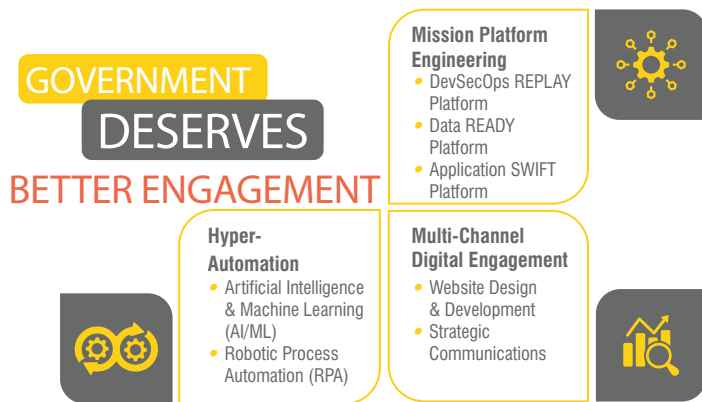 GOVERNMENT
DESERVES
BETTER ENGAGEMENT
Mission Platform
Engineering
• DevSecOps REPLAY
Platform
• Data READY
Platform
• Application SWIFT
Platform
Hyper-
Automation
• Artificial Intelligence
& Machine Learning
(AI/ML)
• Robotic Process
Automation (RPA)
Multi-Channel
Digital Engagement
• Website Design
& Development
• Strategic
Communications